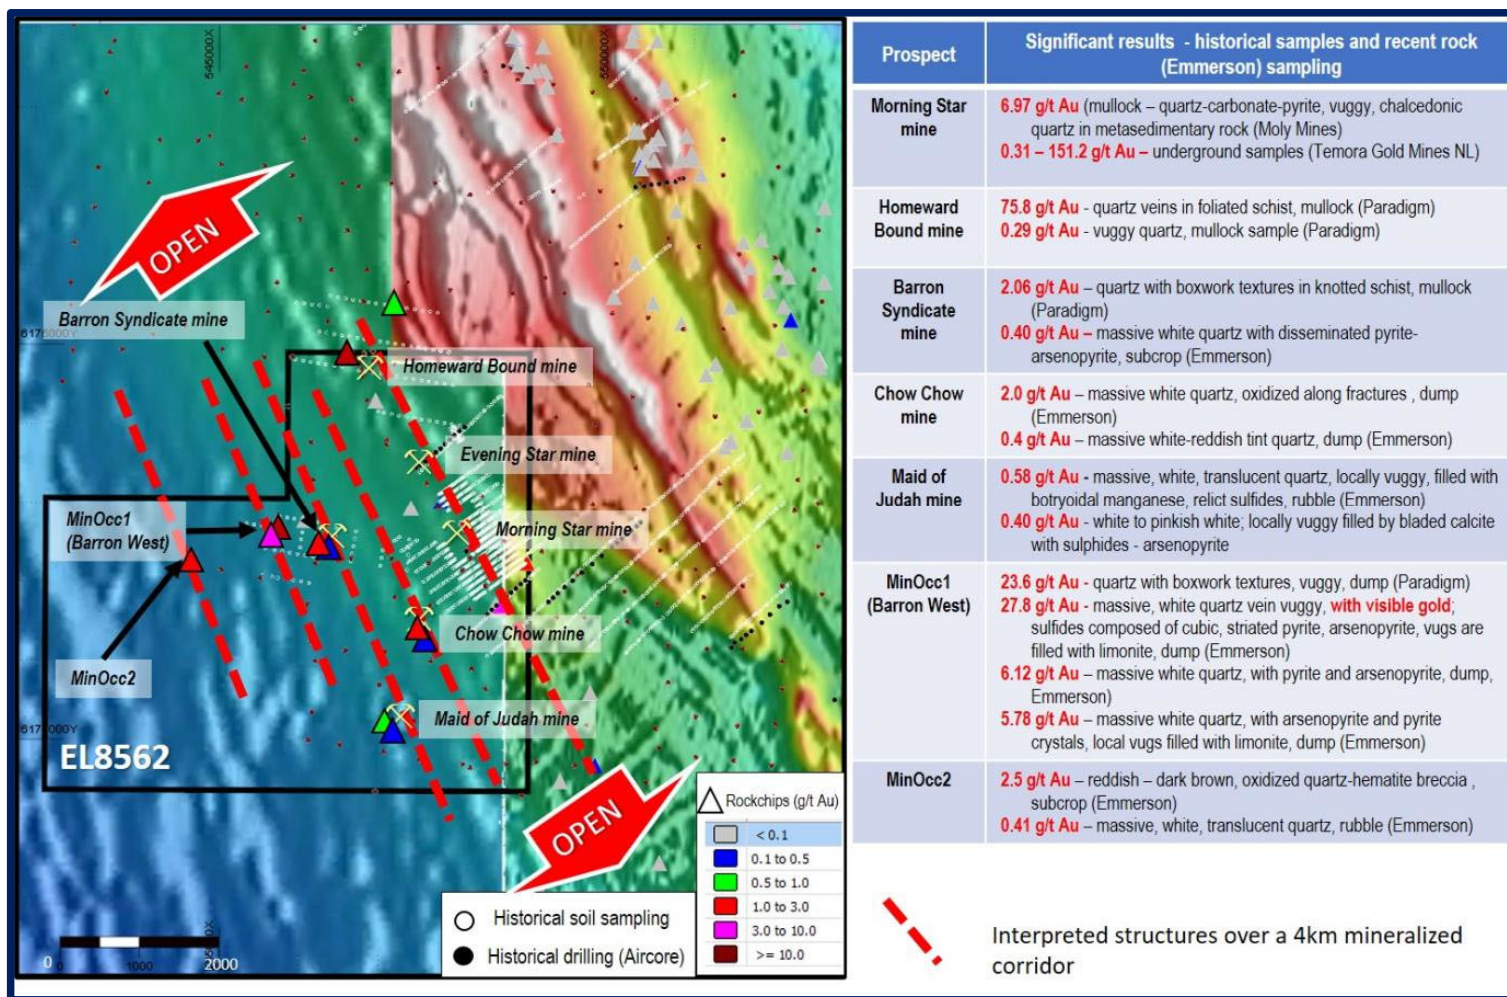 545000X
550000X
OPEN
Barron Syndicate mine
6175000Y
Homeward Bound mine
Evening Star mine
MinOcc1
(Barron West)
Morning Star mine
Chow Chow mine
MinOcc2
Maid of Judah mine
EL8562
OPEN
Rockchips (g/t Au)
< 0.1
0.1 to 0.5
0.5 to 1.0
1.0 to 3.0
3.0 to 10.0
>= 10.0
Historical soil sampling
Historical drilling (Aircore)
0 1000 2000
Prospect
Significant results - historical samples and recent rock
(Emmerson) sampling
Morning Star
mine
6.97 g/t Au (mullock – quartz-carbonate-pyrite, vuggy, chalcedonic
quartz in metasedimentary rock (Moly Mines)
0.31 – 151.2 g/t Au – underground samples (Temora Gold Mines NL)
Homeward
Bound mine
75.8 g/t Au - quartz veins in foliated schist, mullock (Paradigm)
0.29 g/t Au - vuggy quartz, mullock sample (Paradigm)
Barron
Syndicate
mine
2.06 g/t Au – quartz with boxwork textures in knotted schist, mullock
(Paradigm)
0.40 g/t Au – massive white quartz with disseminated pyrite-
arsenopyrite, subcrop (Emmerson)
Chow Chow
mine
2.0 g/t Au – massive white quartz, oxidized along fractures , dump
(Emmerson)
0.4 g/t Au – massive white-reddish tint quartz, dump (Emmerson)
Maid of
Judah mine
0.58 g/t Au - massive, white, translucent quartz, locally vuggy, filled with
botryoidal manganese, relict sulfides, rubble (Emmerson)
0.40 g/t Au - white to pinkish white; locally vuggy filled by bladed calcite
with sulphides - arsenopyrite
MinOcc1
(Barron West)
23.6 g/t Au - quartz with boxwork textures, vuggy, dump (Paradigm)
27.8 g/t Au - massive, white quartz vein vuggy, with visible gold;
sulfides composed of cubic, striated pyrite, arsenopyrite, vugs are
filled with limonite, dump (Emmerson)
6.12 g/t Au – massive white quartz, with pyrite and arsenopyrite, dump,
Emmerson)
5.78 g/t Au – massive white quartz, with arsenopyrite and pyrite
crystals, local vugs filled with limonite, dump (Emmerson)
MinOcc2
2.5 g/t Au – reddish – dark brown, oxidized quartz-hematite breccia ,
subcrop (Emmerson)
0.41 g/t Au – massive, white, translucent quartz, rubble (Emmerson)
Interpreted structures over a 4km mineralized
corridor